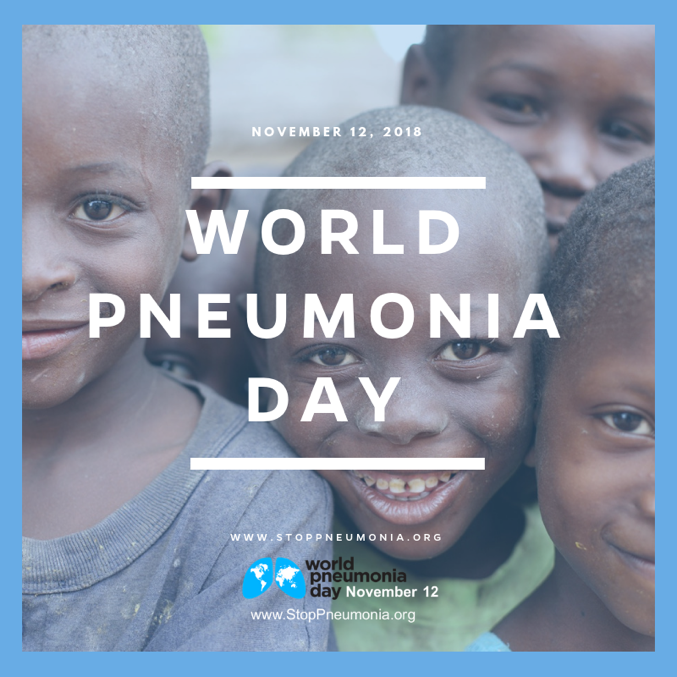 NOVEMBER 12, 2018
WORLD
PNEUMONIA
DAY
WWW.STOPPNEUMONIA.ORG
world
pneumonia
day November 12
www.StopPneumonia.org